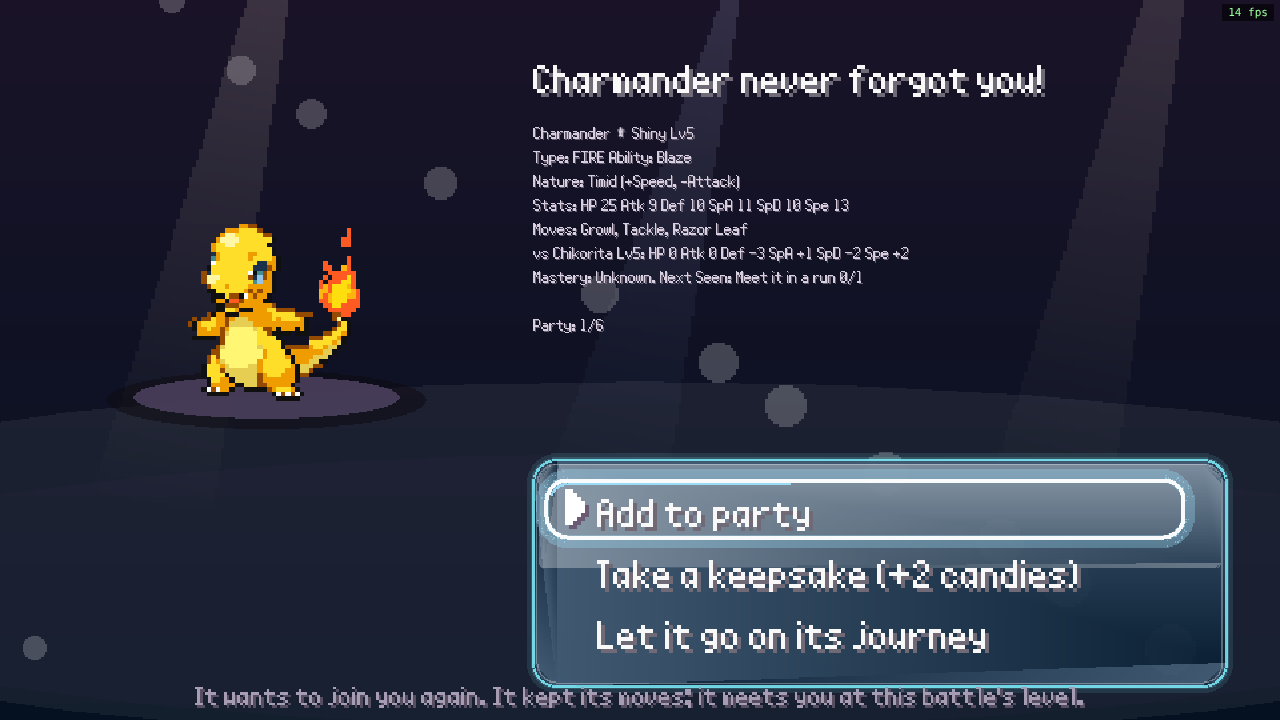 14 fps
Charmander never forgot you!
Charmander * Shiny Lv5
Type: FIRE Ability: Blaze
Nature: Timid (+Speed, -Attack)
Stats: HP 25 Atk 9 Def 10 SpA 11 SpD 10 Spe 13
Moves: Growl, Tackle, Razor Leaf
vs Chikorita Lv5: HP 0 Atk 0 Def -3 SpA +1 SpD -2 Spe +2
Mastery: Unknown. Next Seen: Meet it in a run 0/1
Party: 1/6
Add to party
Take a keepsake (+2 candies)
Let it go on its journey
It wants to join you again. It kept its moves; it meets you at this battle's level.